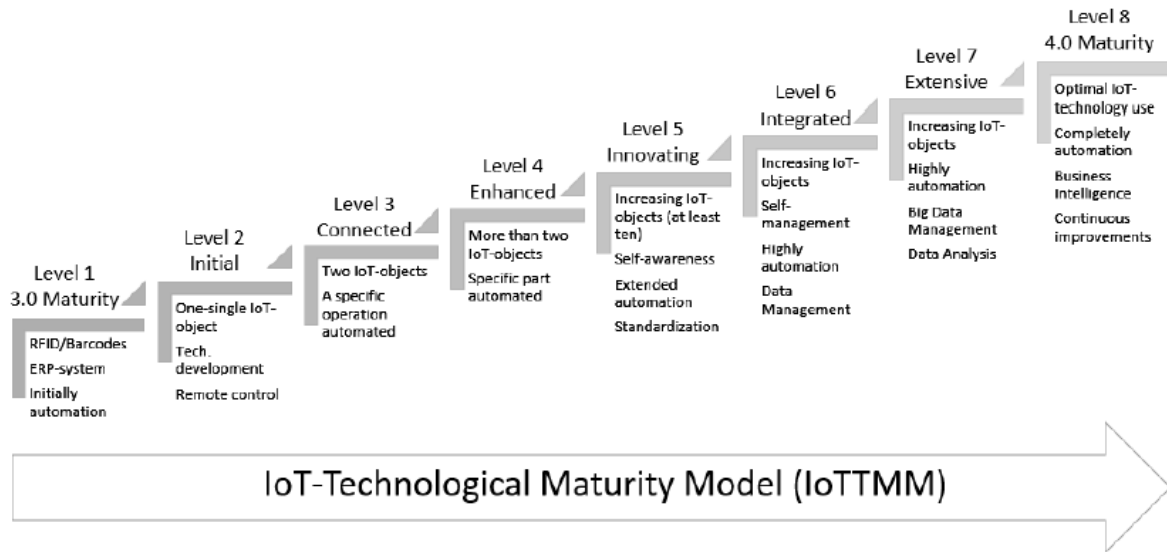 Level 1
3.0 Maturity
RFID/Barcodes
ERP-system
Initially
automation
Level 2
Initial
One-single IoT-
object
Tech.
development
Remote control
Level 3
Connected
Two IoT-objects
A specific
operation
automated
Level 4
Enhanced
More than two
IoT-objects
Specific part
automated
Level 5
Innovating
Increasing IoT-
objects (at least
ten)
Self-awareness
Extended
automation
Standardization
Level 6
Integrated
Increasing IoT-
objects
Self-
management
Highly
automation
Data
Management
Level 7
Extensive
Increasing IoT-
objects
Highly
automation
Big Data
Management
Data Analysis
Level 8
4.0 Maturity
Optimal IoT-
technology use
Completely
automation
Business
Intelligence
Continuous
improvements
IoT-Technological Maturity Model (IoTTMM)